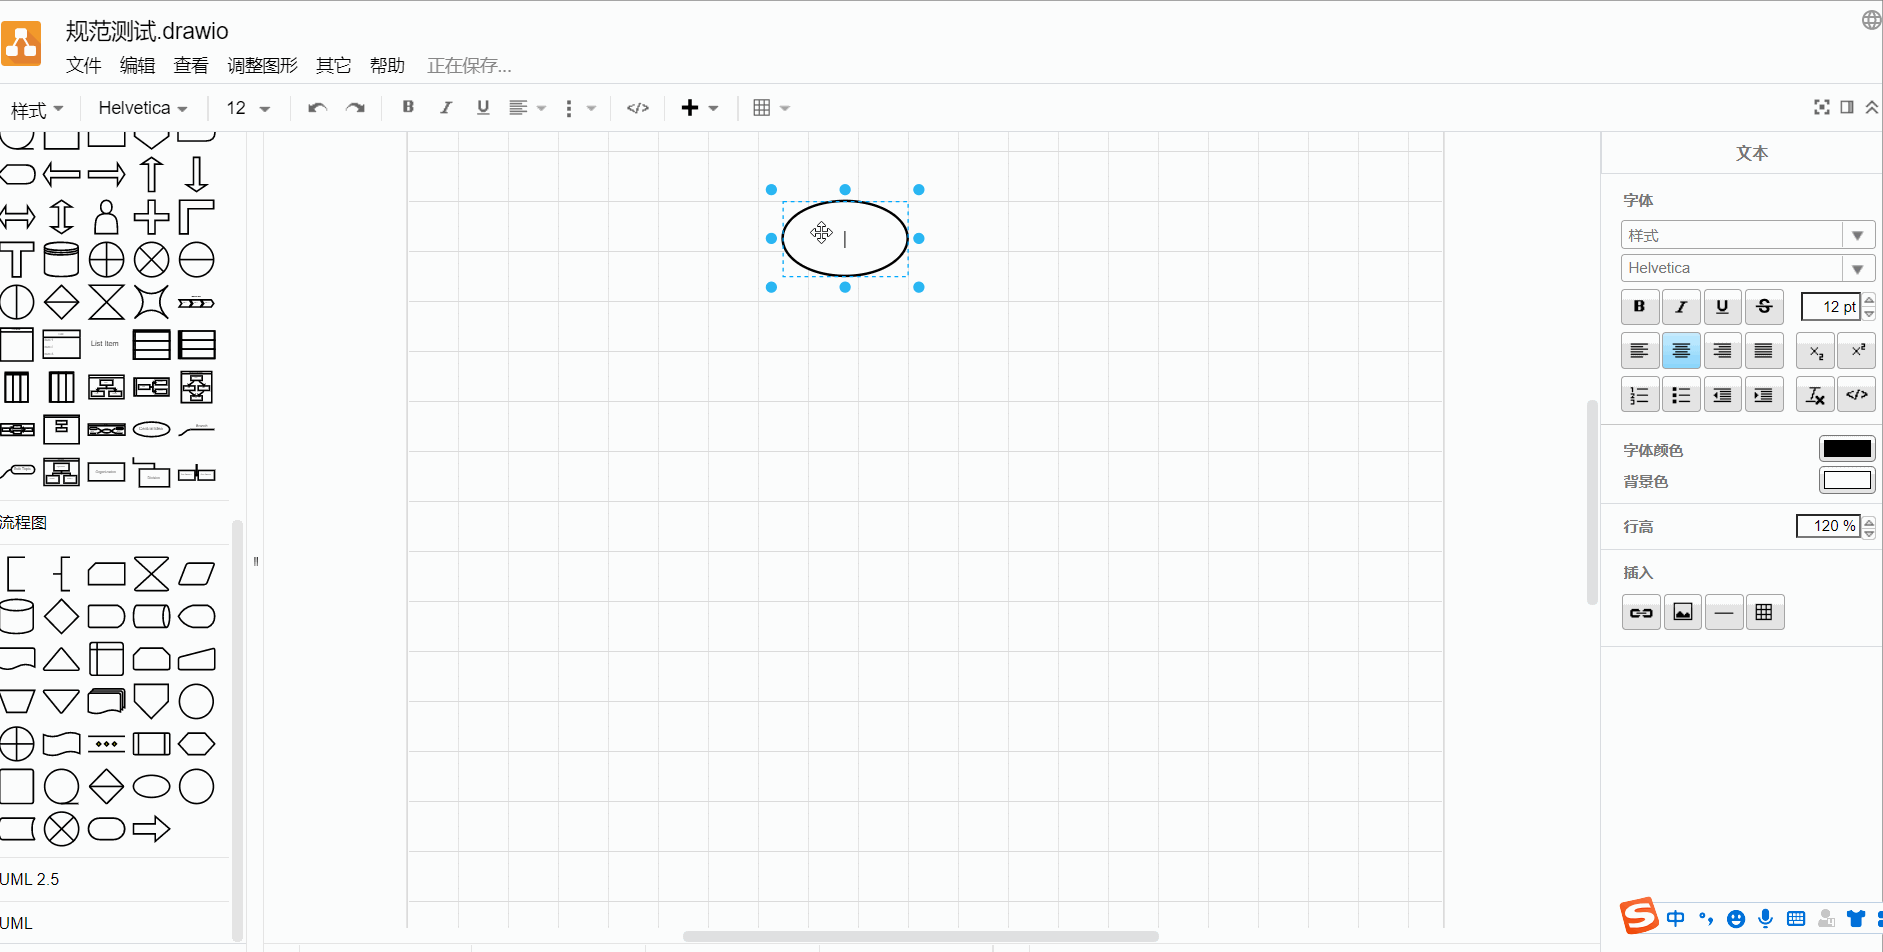 规范测试.drawio
文件 编辑 查看 调整图形 其它 帮助 正在保存...
样式 Helvetica 12 B I U </>
文本
字体
样式
Helvetica
B I U S 12 pt
List Item
字体颜色
背景色
流程图
行高 120 %
插入
UML 2.5
UML
中